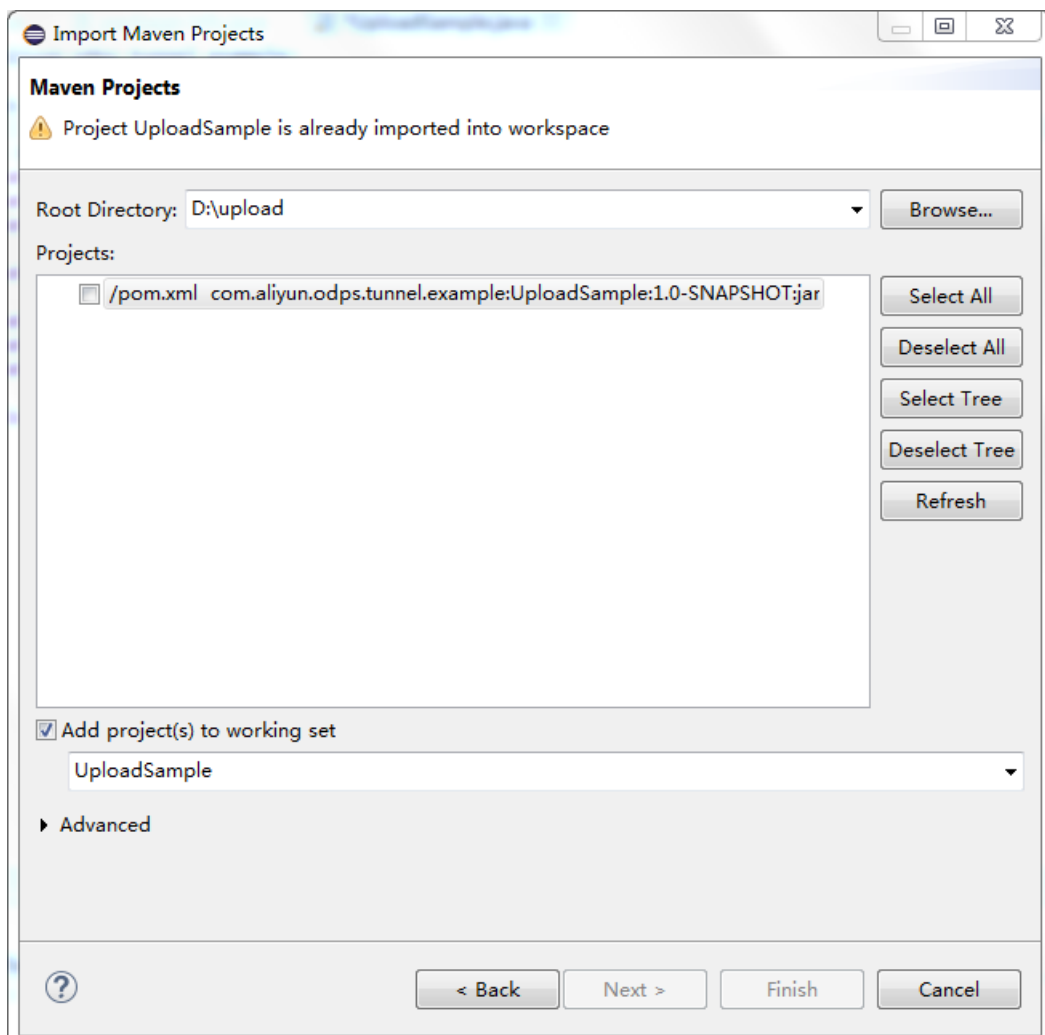 *UploadSample.java
Import Maven Projects
Maven Projects
Project UploadSample is already imported into workspace
Root Directory: D:\upload Browse...
Projects:
/pom.xml com.aliyun.odps.tunnel.example:UploadSample:1.0-SNAPSHOT:jar
Select All
Deselect All
Select Tree
Deselect Tree
Refresh
Add project(s) to working set
UploadSample
Advanced
? < Back Next > Finish Cancel